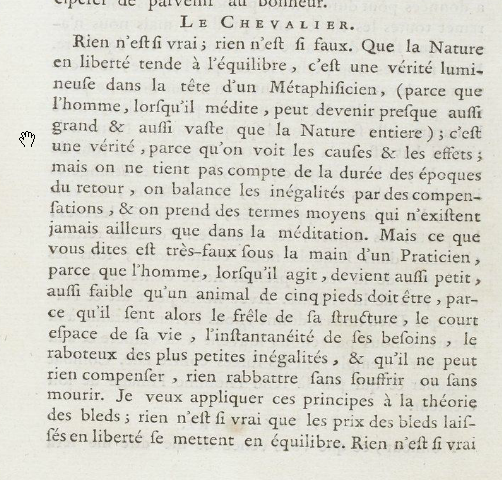 cipérer de parvenir au bonheur.
LE CHEVALIER.
Rien n'eſt ſi vrai ; rien n'eſt ſi faux. Que la Nature
en liberté tende à l'équilibre, c'eſt une vérité lumi-
neuſe dans la tête d'un Métaphiſicien, (parce que
l'homme, lorſqu'il médite, peut devenir preſque auſſi
grand & auſſi vaſte que la Nature entiere) ; c'eſt
une vérité, parce qu'on voit les cauſes & les effets ;
mais on ne tient pas compte de la durée des époques
du retour, on balance les inégalités par des compen-
ſations, & on prend des termes moyens qui n'exiſtent
jamais ailleurs que dans la méditation. Mais ce que
vous dites eſt très-faux ſous la main d'un Praticien,
parce que l'homme, lorſqu'il agit, devient auſſi petit,
auſſi faible qu'un animal de cinq pieds doit être, par-
ce qu'il ſent alors le frêle de ſa ſtructure, le court
eſpace de ſa vie, l'inſtantanéité de ſes beſoins, le
raboteux des plus petites inégalités, & qu'il ne peut
rien compenſer, rien rabbattre ſans ſouffrir ou ſans
mourir. Je veux appliquer ces principes à la théorie
des bleds ; rien n'eſt ſi vrai que les prix des bleds laiſ-
ſés en liberté ſe mettent en équilibre. Rien n'eſt ſi vrai